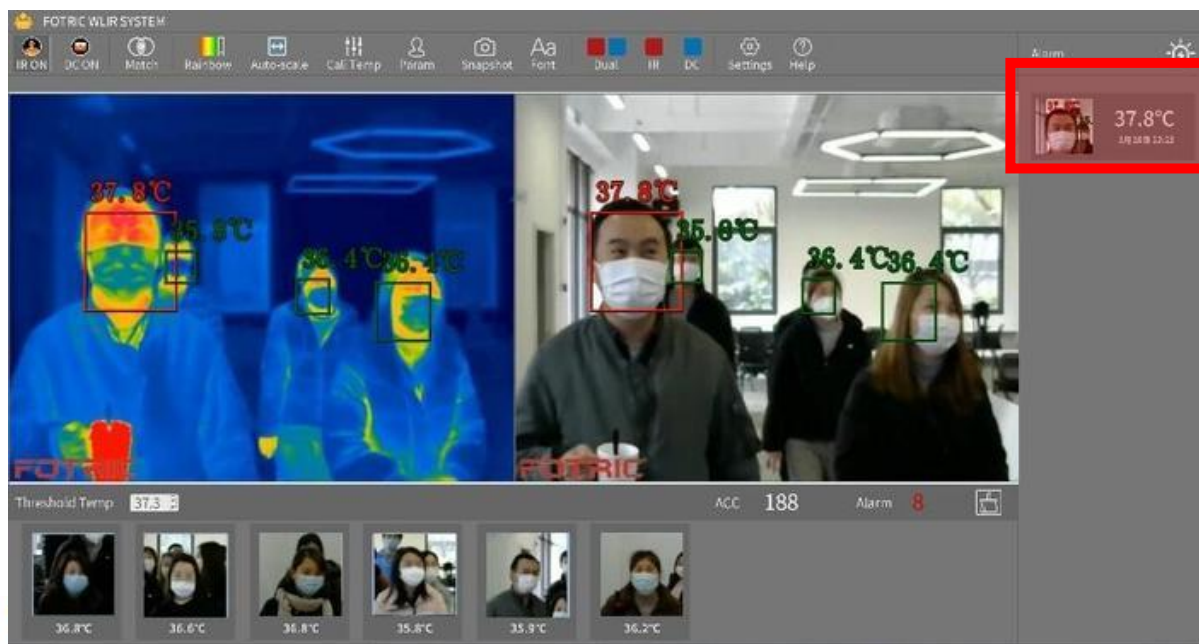 FOTRIC WLIR SYSTEM
IR ON DC ON Match Rainbow Auto-scale Cali Temp Param Snapshot Font Dual IR DC Settings Help
Aa
Alarm
37.8°C
37.8℃
35.8℃
36.4℃
36.4℃
FOTRIC
37.8℃
35.8℃
36.4℃
36.4℃
FOTRIC
Threshold Temp 37.3 ACC 188 Alarm 8
36.8°C 36.6°C 36.8°C 35.8°C 35.9°C 36.2°C